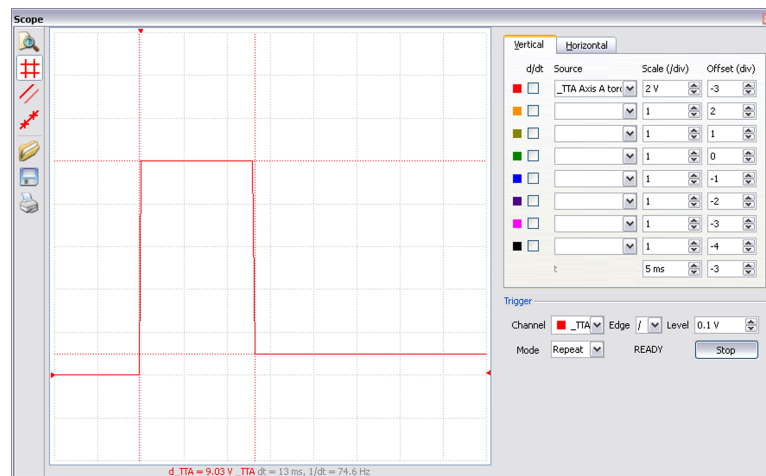 Scope
Vertical Horizontal
d/dt Source Scale (/div) Offset (div)
_TTA Axis A torc 2 V -3
1 2
1 1
1 0
1 -1
1 -2
1 -3
1 -4
t 5 ms -3
Trigger
Channel _TTA Edge / Level 0.1 V
Mode Repeat READY Stop
d_TTA = 9.03 V _TTA dt = 13 ms, 1/dt = 74.6 Hz